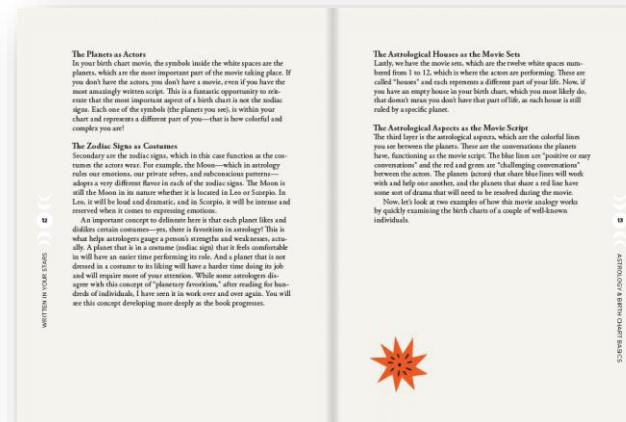 The Planets as Actors
In your birth chart movie, the symbols inside the white spaces are the
planets, which are the most important part of the movie taking place. If
you don't have the actors, you don't have a movie, even if you have the
most amazingly written script. This is a fantastic opportunity to reit-
erate that the most important aspect of a birth chart is not the zodiac
signs. Each one of the symbols (the planets you see), is within your
chart and represents a different part of you—that is how colorful and
complex you are!
The Zodiac Signs as Costumes
Secondary are the zodiac signs, which in this case function as the cos-
tumes the actors wear. For example, the Moon—which in astrology
rules our emotions, our private selves, and subconscious patterns—
adopts a very different flavor in each of the zodiac signs. The Moon is
still the Moon in its nature whether it is located in Leo or Scorpio. In
Leo, it will be loud and dramatic, and in Scorpio, it will be intense and
reserved when it comes to expressing emotions.
An important concept to delineate here is that each planet likes and
dislikes certain costumes—yes, there is favoritism in astrology! This is
what helps astrologers gauge a person's strengths and weaknesses, actu-
ally. A planet that is in a costume (zodiac sign) that it feels comfortable
in will have an easier time performing its role. And a planet that is not
dressed in a costume to its liking will have a harder time doing its job
and will require more of your attention. While some astrologers dis-
agree with this concept of "planetary favoritism," after reading for hun-
dreds of individuals, I have seen it in work over and over again. You will
see this concept developing more deeply as the book progresses.
12
WRITTEN IN YOUR STARS
The Astrological Houses as the Movie Sets
Lastly, we have the movie sets, which are the twelve white spaces num-
bered from 1 to 12, which is where the actors are performing. These are
called "houses" and each represents a different part of your life. Now, if
you have an empty house in your birth chart, which you most likely do,
that doesn't mean you don't have that part of life, as each house is still
ruled by a specific planet.
The Astrological Aspects as the Movie Script
The third layer is the astrological aspects, which are the colorful lines
you see between the planets. These are the conversations the planets
have, functioning as the movie script. The blue lines are "positive or easy
conversations" and the red and green are "challenging conversations"
between the actors. The planets (actors) that share blue lines will work
with and help one another, and the planets that share a red line have
some sort of drama that will need to be resolved during the movie.
Now, let's look at two examples of how this movie analogy works
by quickly examining the birth charts of a couple of well-known
individuals.
13
ASTROLOGY & BIRTH CHART BASICS